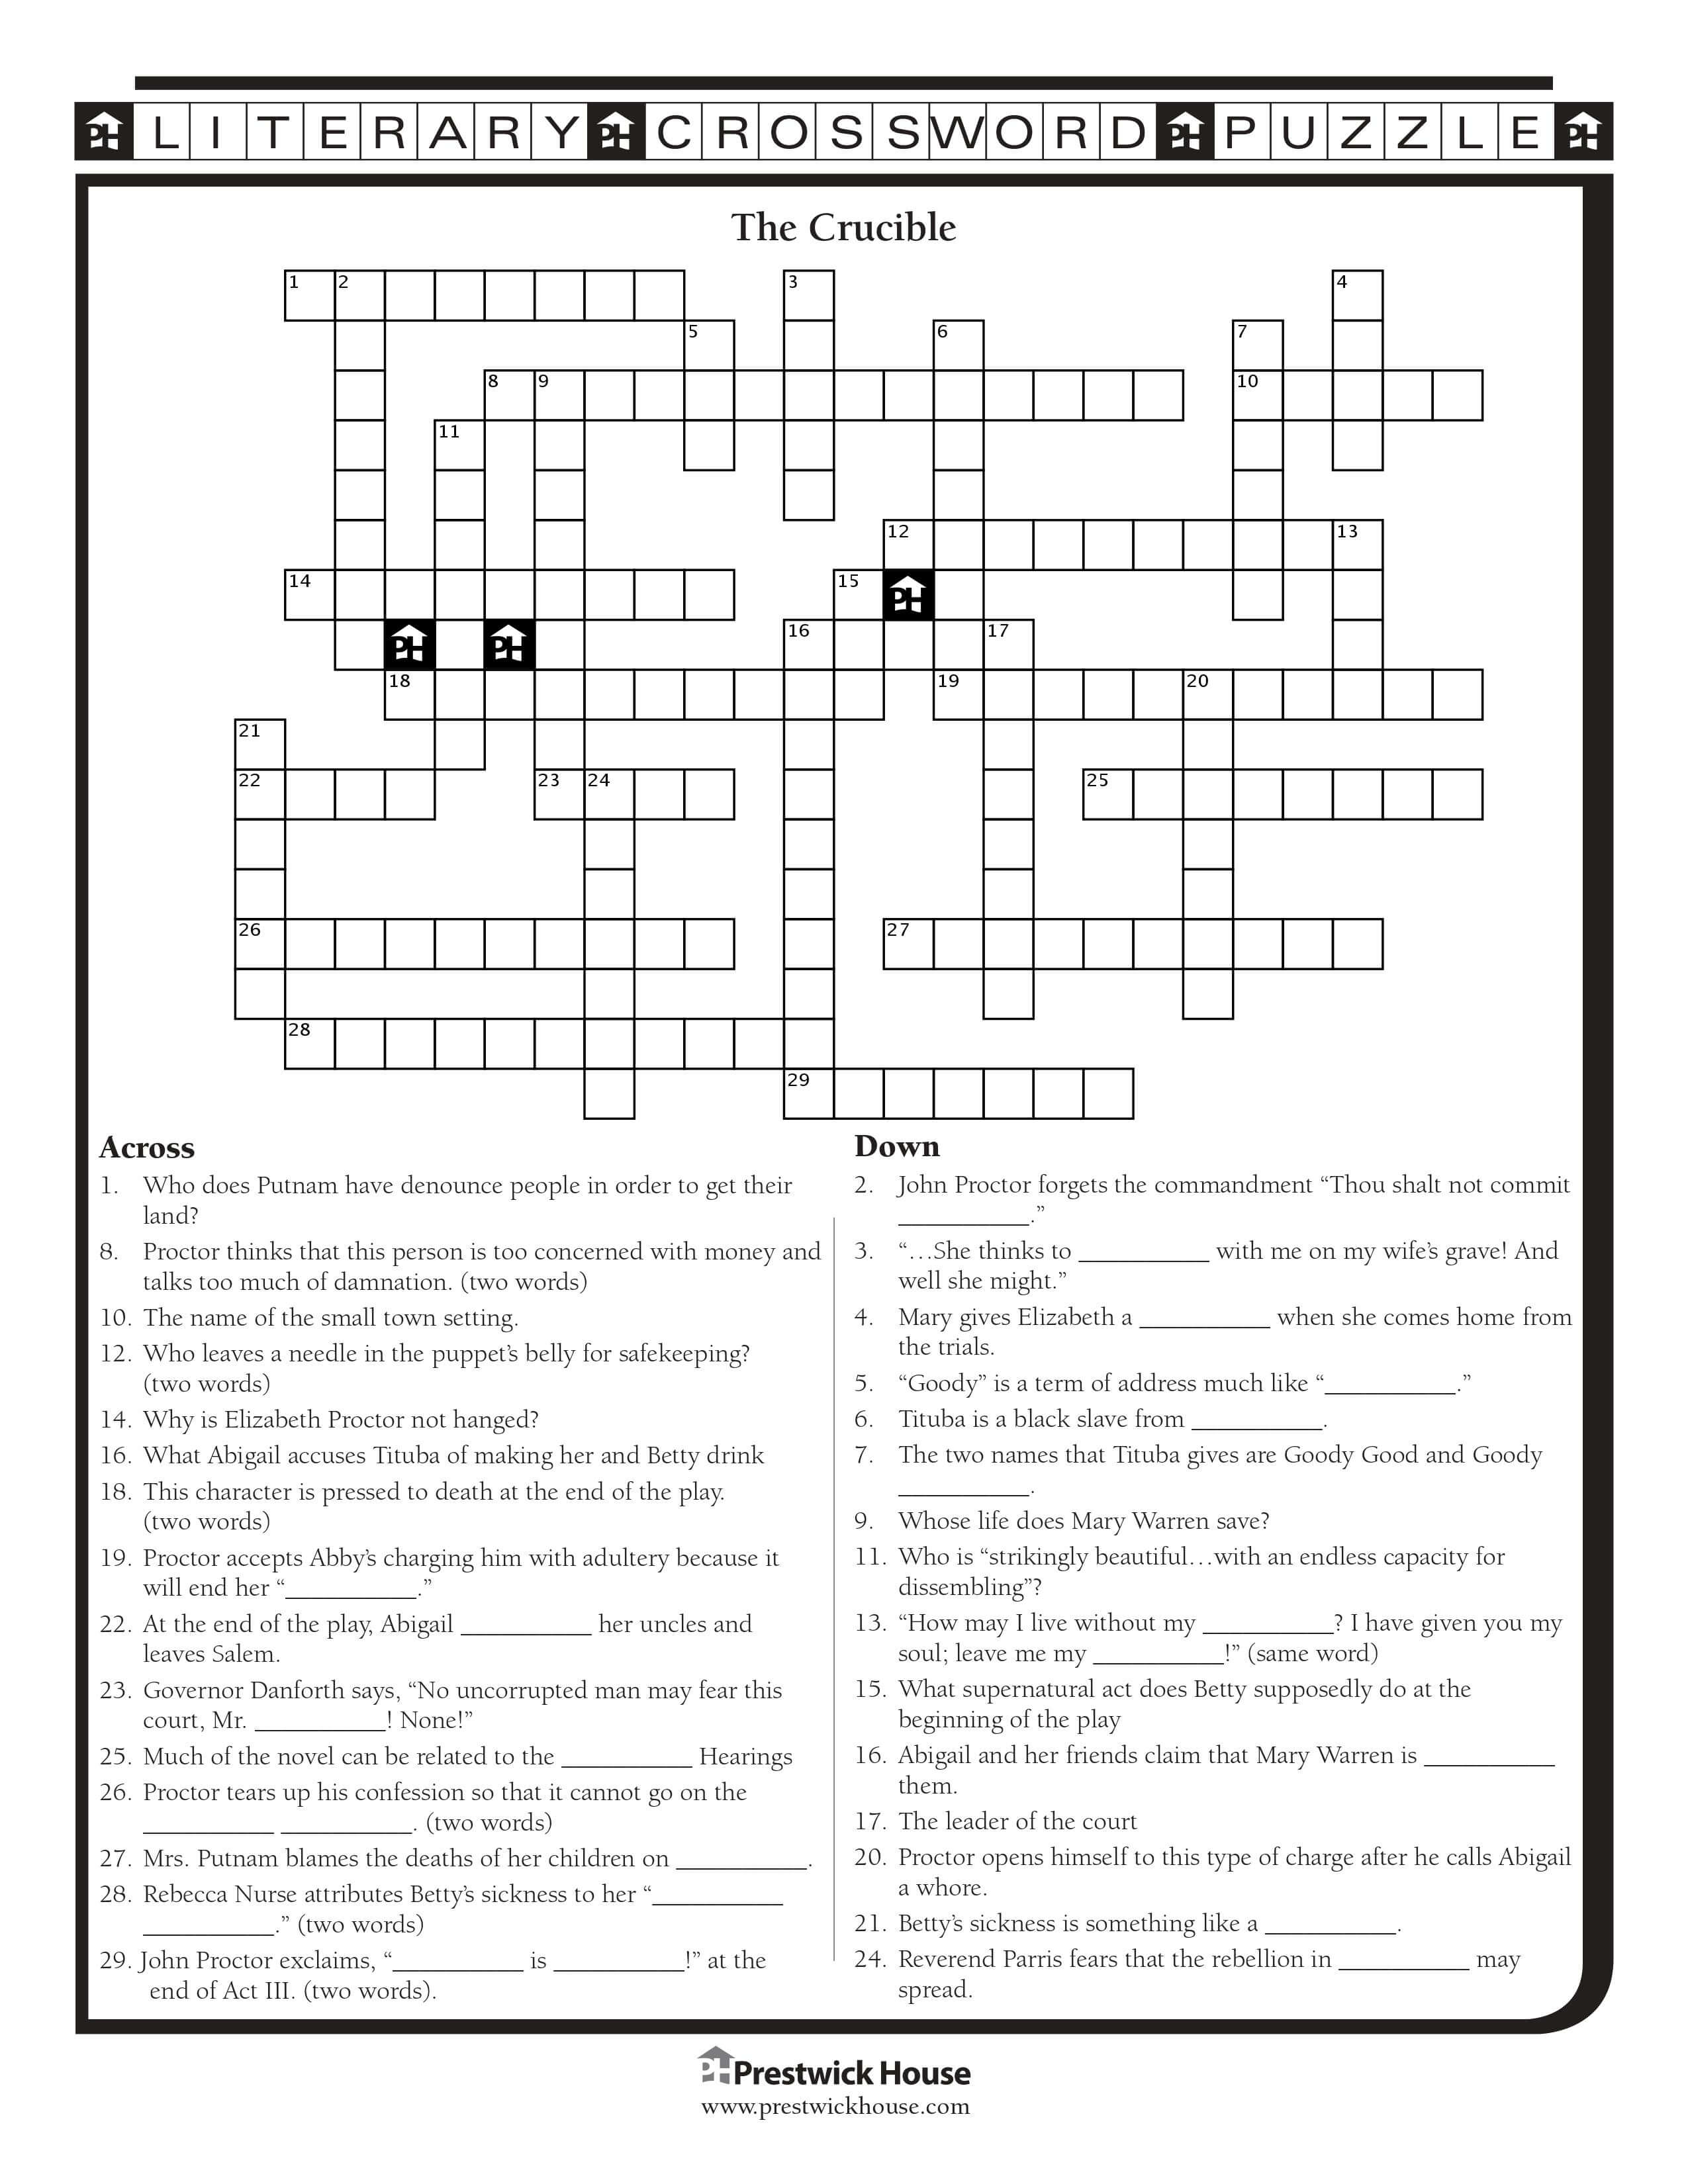 PH LITERARY PH CROSSWORD PH PUZZLE PH
The Crucible
1 2 3 4
5 6 7
8 9 10
11
12 13
14 15 PH
PH PH 16 17
18 19 20
21
22 23 24 25
26 27
28
29
Across
1. Who does Putnam have denounce people in order to get their
land?
8. Proctor thinks that this person is too concerned with money and
talks too much of damnation. (two words)
10. The name of the small town setting.
12. Who leaves a needle in the puppet’s belly for safekeeping?
(two words)
14. Why is Elizabeth Proctor not hanged?
16. What Abigail accuses Tituba of making her and Betty drink
18. This character is pressed to death at the end of the play.
(two words)
19. Proctor accepts Abby’s charging him with adultery because it
will end her “__________.”
22. At the end of the play, Abigail __________ her uncles and
leaves Salem.
23. Governor Danforth says, “No uncorrupted man may fear this
court, Mr. __________! None!”
25. Much of the novel can be related to the __________ Hearings
26. Proctor tears up his confession so that it cannot go on the
__________ __________. (two words)
27. Mrs. Putnam blames the deaths of her children on __________.
28. Rebecca Nurse attributes Betty’s sickness to her “__________
__________.” (two words)
29. John Proctor exclaims, “__________ is __________!” at the
end of Act III. (two words).
Down
2. John Proctor forgets the commandment “Thou shalt not commit
__________.”
3. “…She thinks to __________ with me on my wife’s grave! And
well she might.”
4. Mary gives Elizabeth a __________ when she comes home from
the trials.
5. “Goody” is a term of address much like “__________.”
6. Tituba is a black slave from __________.
7. The two names that Tituba gives are Goody Good and Goody
__________.
9. Whose life does Mary Warren save?
11. Who is “strikingly beautiful…with an endless capacity for
dissembling”?
13. “How may I live without my __________? I have given you my
soul; leave me my __________!” (same word)
15. What supernatural act does Betty supposedly do at the
beginning of the play
16. Abigail and her friends claim that Mary Warren is __________
them.
17. The leader of the court
20. Proctor opens himself to this type of charge after he calls Abigail
a whore.
21. Betty’s sickness is something like a __________.
24. Reverend Parris fears that the rebellion in __________ may
spread.
PH Prestwick House
www.prestwickhouse.com